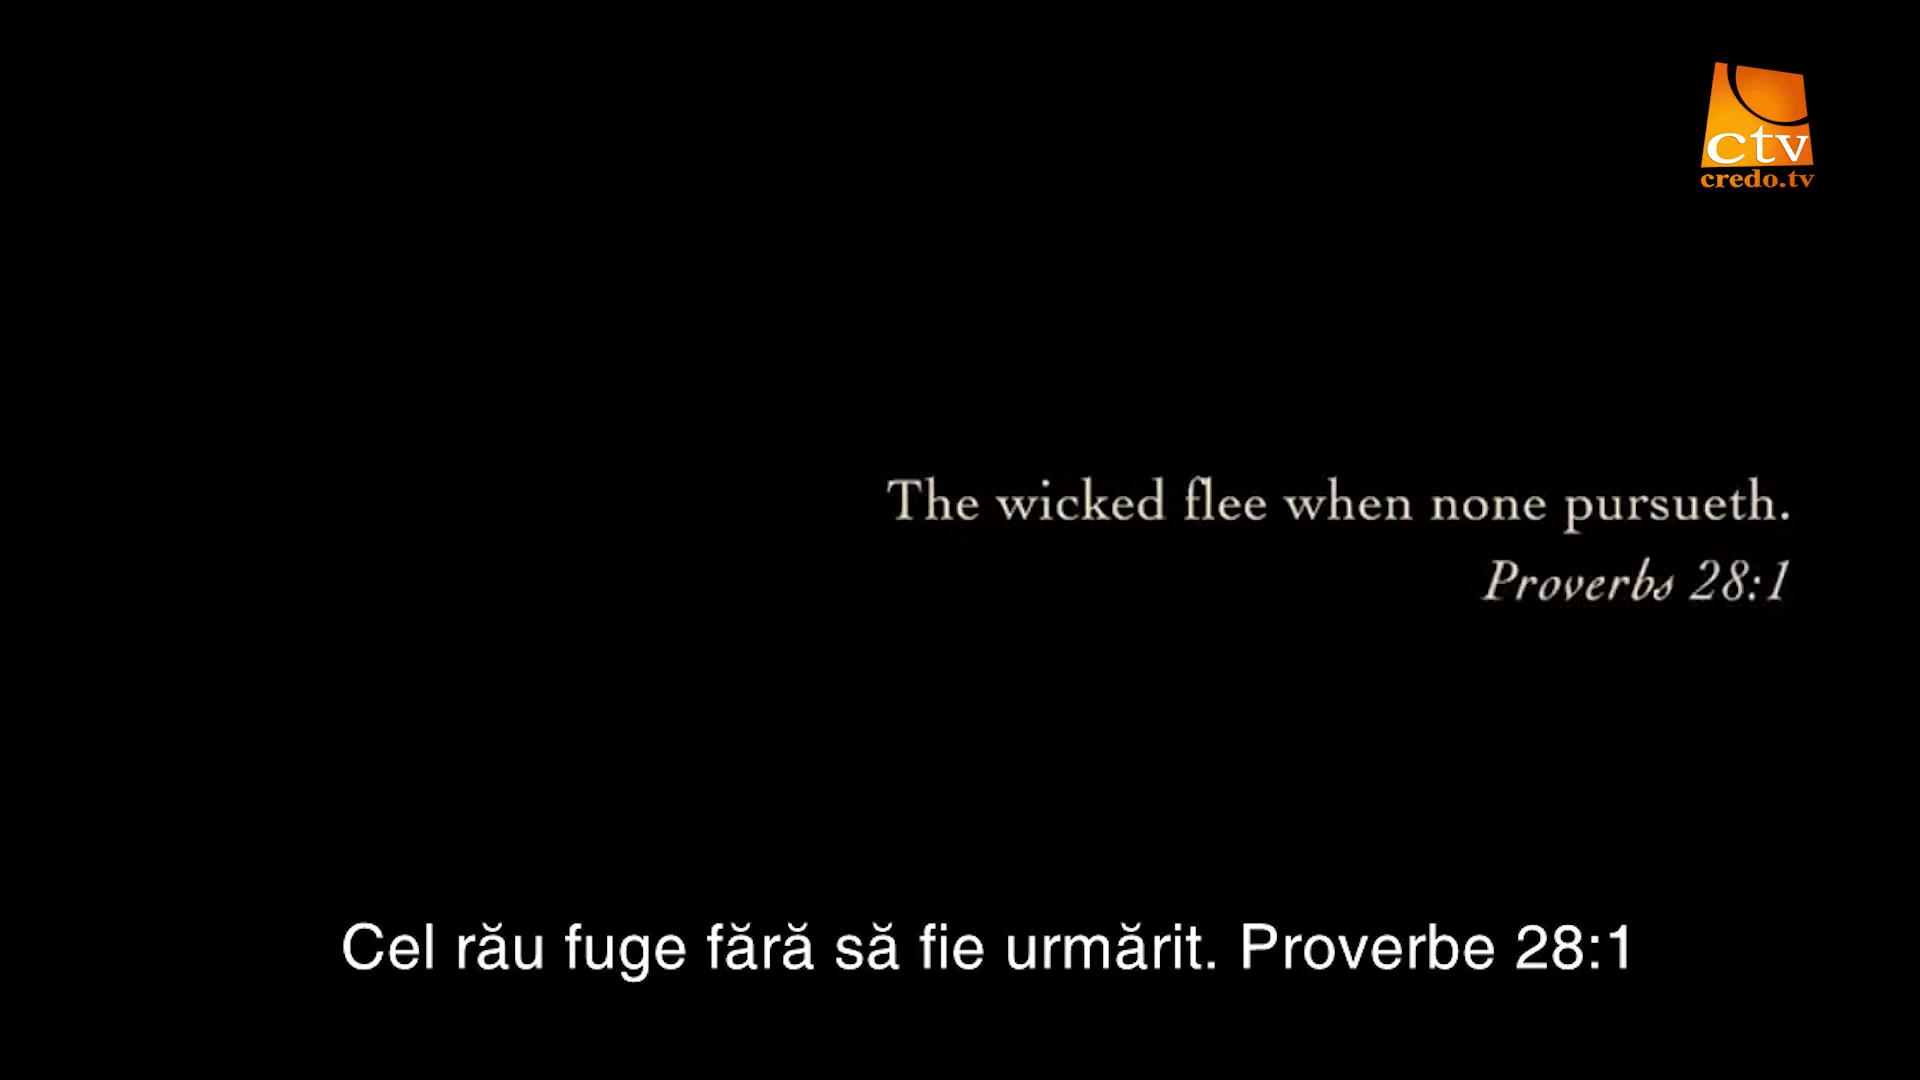 ctv
credo.tv
The wicked flee when none pursueth.
Proverbs 28:1
Cel rău fuge fără să fie urmărit. Proverbe 28:1